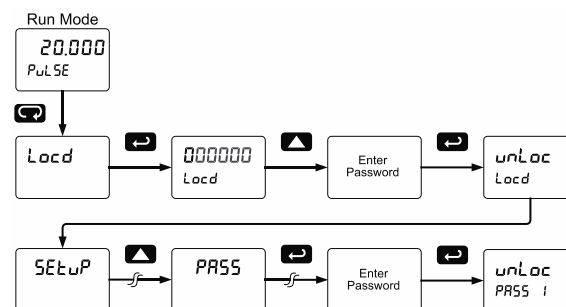 Run Mode
20.000
PuLSE
Locd
000000
Locd
Enter
Password
unLoc
Locd
SEtuP
PASS
Enter
Password
unLoc
PASS 1